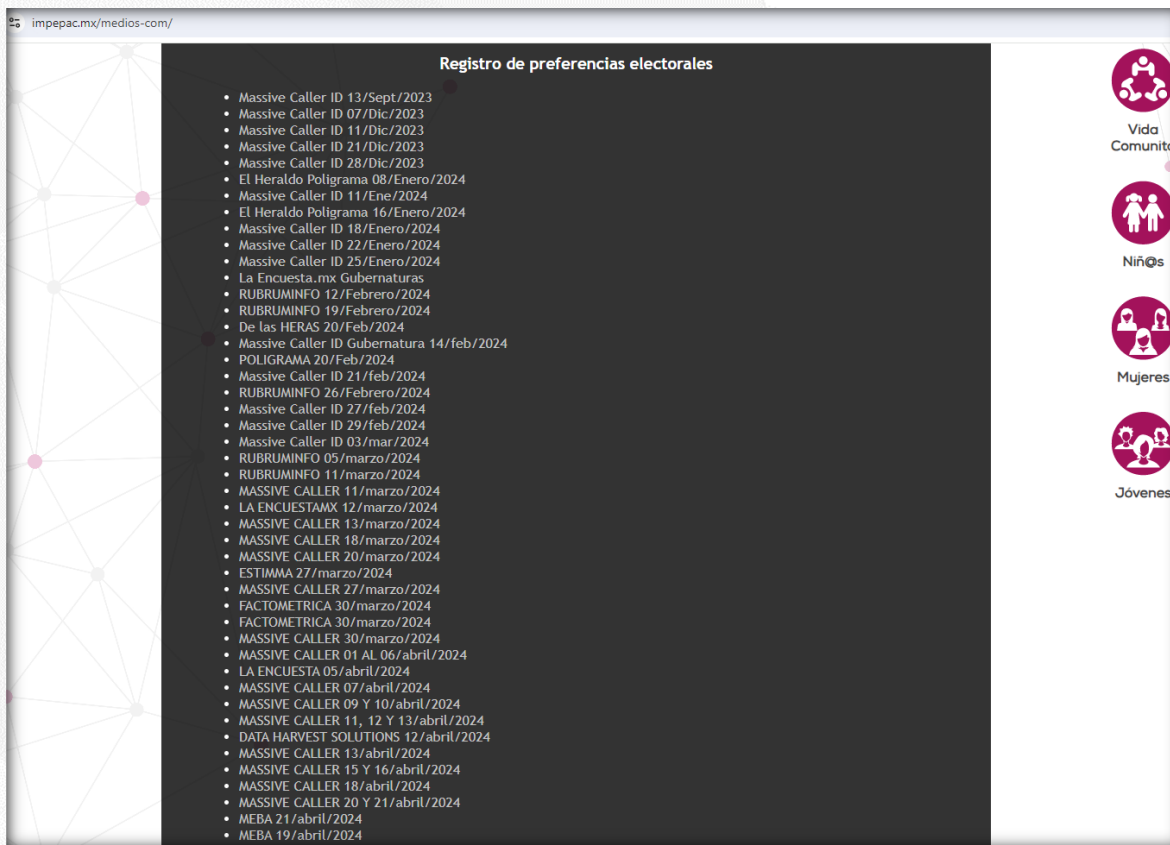 impepac.mx/medios-com/
Registro de preferencias electorales
Massive Caller ID 13/Sept/2023
Massive Caller ID 07/Dic/2023
Massive Caller ID 11/Dic/2023
Massive Caller ID 21/Dic/2023
Massive Caller ID 28/Dic/2023
El Heraldo Poligrama 08/Enero/2024
Massive Caller ID 11/Ene/2024
El Heraldo Poligrama 16/Enero/2024
Massive Caller ID 18/Enero/2024
Massive Caller ID 22/Enero/2024
Massive Caller ID 25/Enero/2024
La Encuesta.mx Gubernaturas
RUBRUMINFO 12/Febrero/2024
RUBRUMINFO 19/Febrero/2024
De las HERAS 20/Feb/2024
Massive Caller ID Gubernatura 14/feb/2024
POLIGRAMA 20/Feb/2024
Massive Caller ID 21/feb/2024
RUBRUMINFO 26/Febrero/2024
Massive Caller ID 27/feb/2024
Massive Caller ID 29/feb/2024
Massive Caller ID 03/mar/2024
RUBRUMINFO 05/marzo/2024
RUBRUMINFO 11/marzo/2024
MASSIVE CALLER 11/marzo/2024
LA ENCUESTAMX 12/marzo/2024
MASSIVE CALLER 13/marzo/2024
MASSIVE CALLER 18/marzo/2024
MASSIVE CALLER 20/marzo/2024
ESTIMMA 27/marzo/2024
MASSIVE CALLER 27/marzo/2024
FACTOMETRICA 30/marzo/2024
FACTOMETRICA 30/marzo/2024
MASSIVE CALLER 30/marzo/2024
MASSIVE CALLER 01 AL 06/abril/2024
LA ENCUESTA 05/abril/2024
MASSIVE CALLER 07/abril/2024
MASSIVE CALLER 09 Y 10/abril/2024
MASSIVE CALLER 11, 12 Y 13/abril/2024
DATA HARVEST SOLUTIONS 12/abril/2024
MASSIVE CALLER 13/abril/2024
MASSIVE CALLER 15 Y 16/abril/2024
MASSIVE CALLER 18/abril/2024
MASSIVE CALLER 20 Y 21/abril/2024
MEBA 21/abril/2024
MEBA 19/abril/2024
Vida
Comunit
Niñ@s
Mujeres
Jóvenes